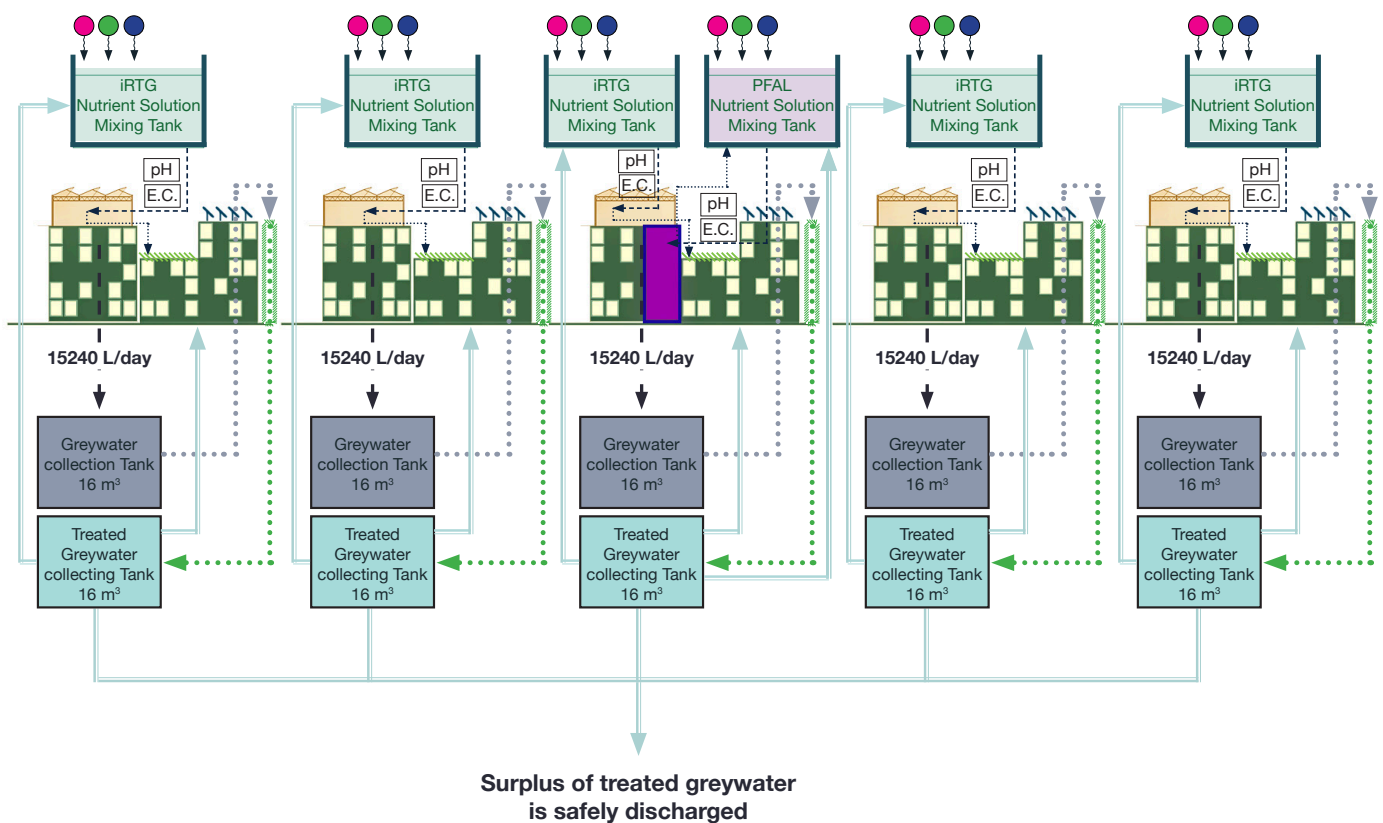 iRTG
Nutrient Solution
Mixing Tank
iRTG
Nutrient Solution
Mixing Tank
iRTG
Nutrient Solution
Mixing Tank
PFAL
Nutrient Solution
Mixing Tank
iRTG
Nutrient Solution
Mixing Tank
iRTG
Nutrient Solution
Mixing Tank
pH
E.C.
pH
E.C.
pH
E.C.
pH
E.C.
pH
E.C.
pH
E.C.
15240 L/day
15240 L/day
15240 L/day
15240 L/day
15240 L/day
Greywater
collection Tank
16 m³
Greywater
collection Tank
16 m³
Greywater
collection Tank
16 m³
Greywater
collection Tank
16 m³
Greywater
collection Tank
16 m³
Treated
Greywater
collecting Tank
16 m³
Treated
Greywater
collecting Tank
16 m³
Treated
Greywater
collecting Tank
16 m³
Treated
Greywater
collecting Tank
16 m³
Treated
Greywater
collecting Tank
16 m³
Surplus of treated greywater
is safely discharged